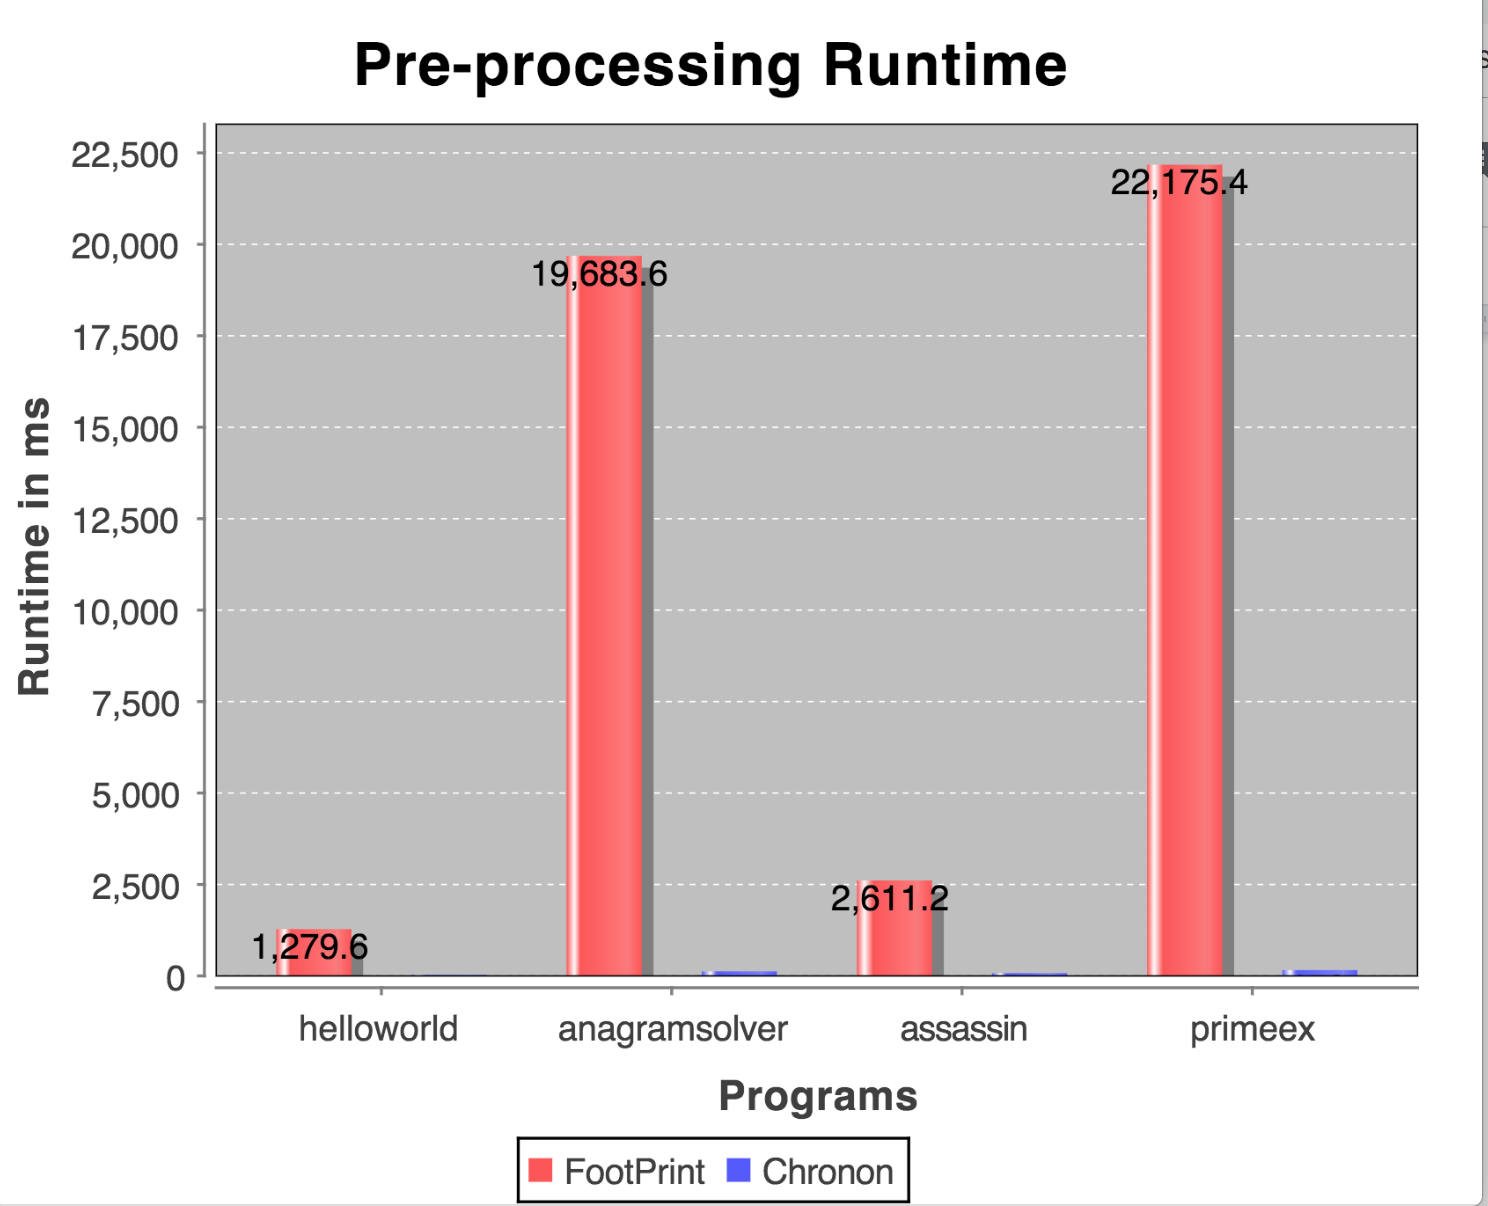 Pre-processing Runtime
22,500
20,000
17,500
15,000
12,500
10,000
7,500
5,000
2,500
0
Runtime in ms
1,279.6
19,683.6
2,611.2
22,175.4
helloworld
anagramsolver
assassin
primeex
Programs
FootPrint
Chronon